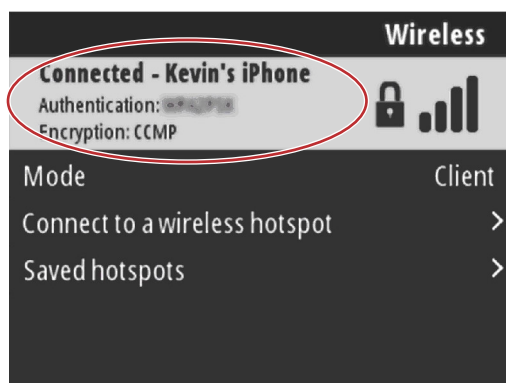 Wireless
Connected - Kevin's iPhone
Authentication:
Encryption: CCMP
Mode Client
Connect to a wireless hotspot >
Saved hotspots >